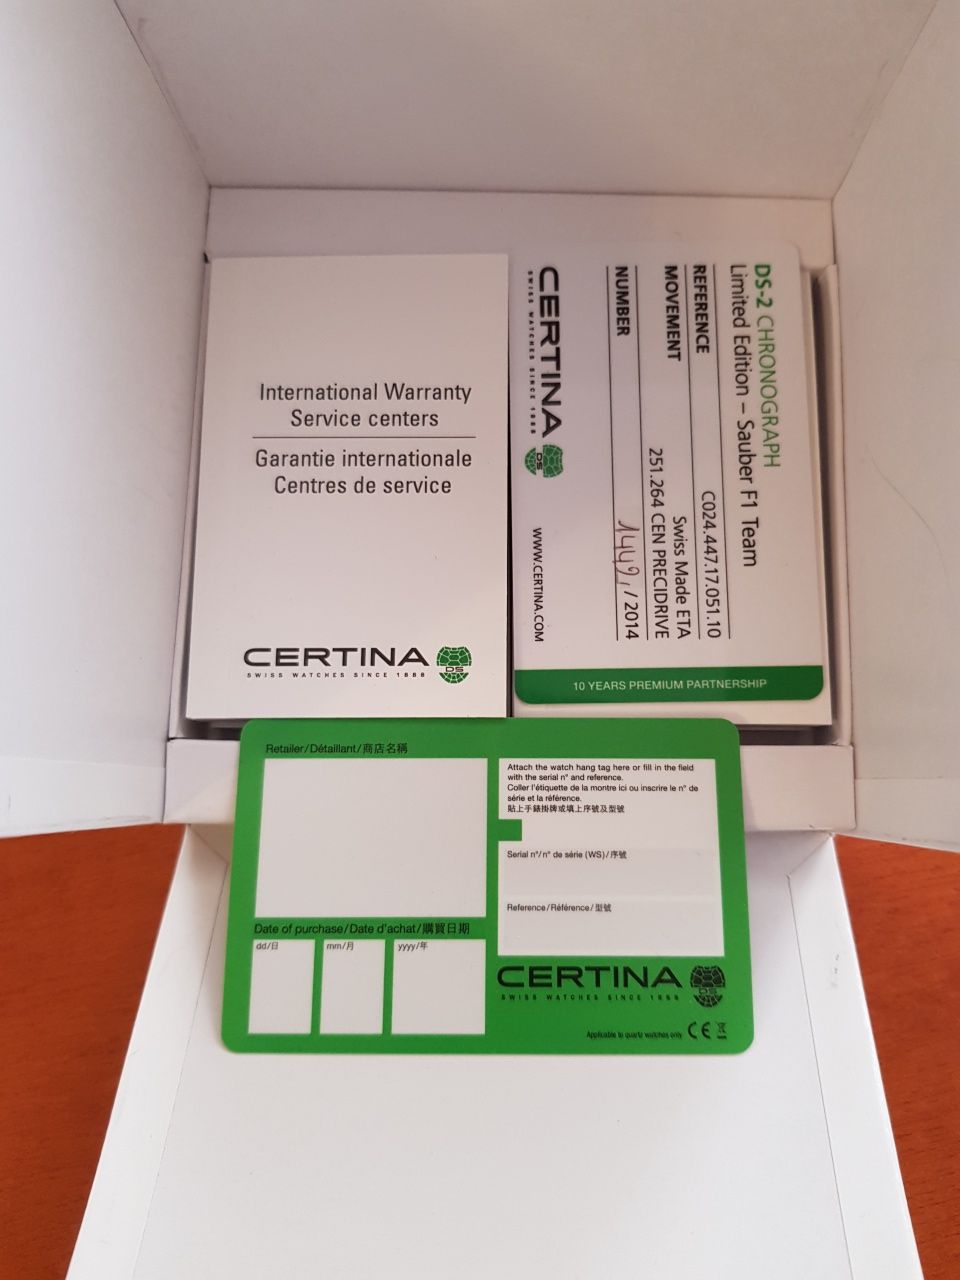 International Warranty
Service centers
Garantie internationale
Centres de service
CERTINA
SWISS WATCHES SINCE 1888
DS
DS-2 CHRONOGRAPH
Limited Edition – Sauber F1 Team
REFERENCE C024.447.17.051.10
MOVEMENT Swiss Made ETA
251.264 CEN PRECIDRIVE
NUMBER 1449, / 2014
CERTINA
SWISS WATCHES SINCE 1888
DS
WWW.CERTINA.COM
10 YEARS PREMIUM PARTNERSHIP
Retailer/Détaillant/商店名稱
Attach the watch hang tag here or fill in the field
with the serial n° and reference.
Coller l'étiquette de la montre ici ou inscrire le n° de
série et la référence.
貼上手錶掛牌或填上序號及型號
Serial n°/n° de série (WS)/序號
Reference/Référence/型號
Date of purchase/Date d'achat/購買日期
dd/日
mm/月
yyyy/年
CERTINA
SWISS WATCHES SINCE 1888
DS
Applicable to quartz watches only CE